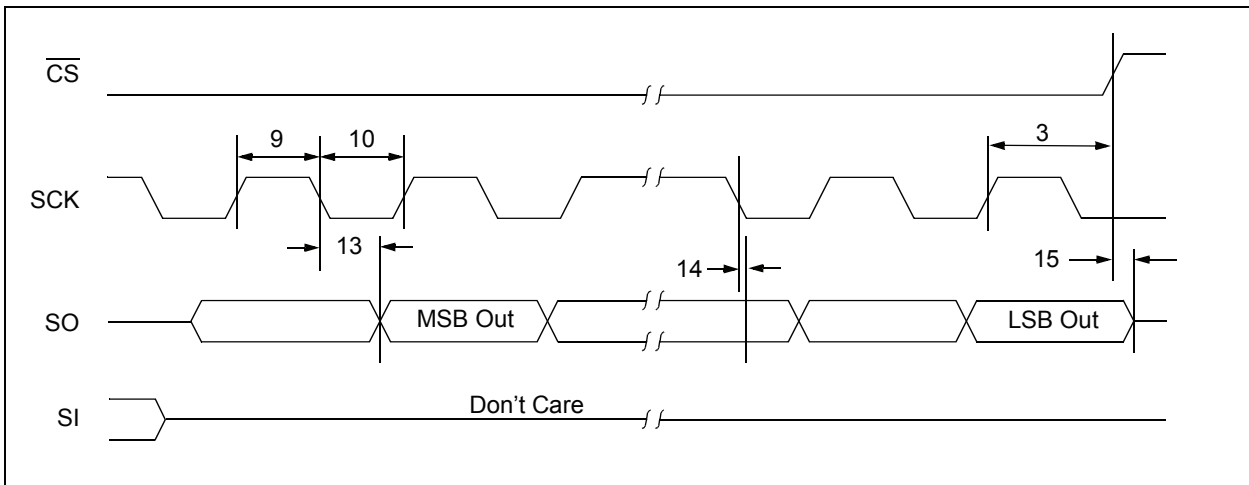 CS
3
9
10
SCK
13
14
15
SO
MSB Out
LSB Out
SI
Don't Care